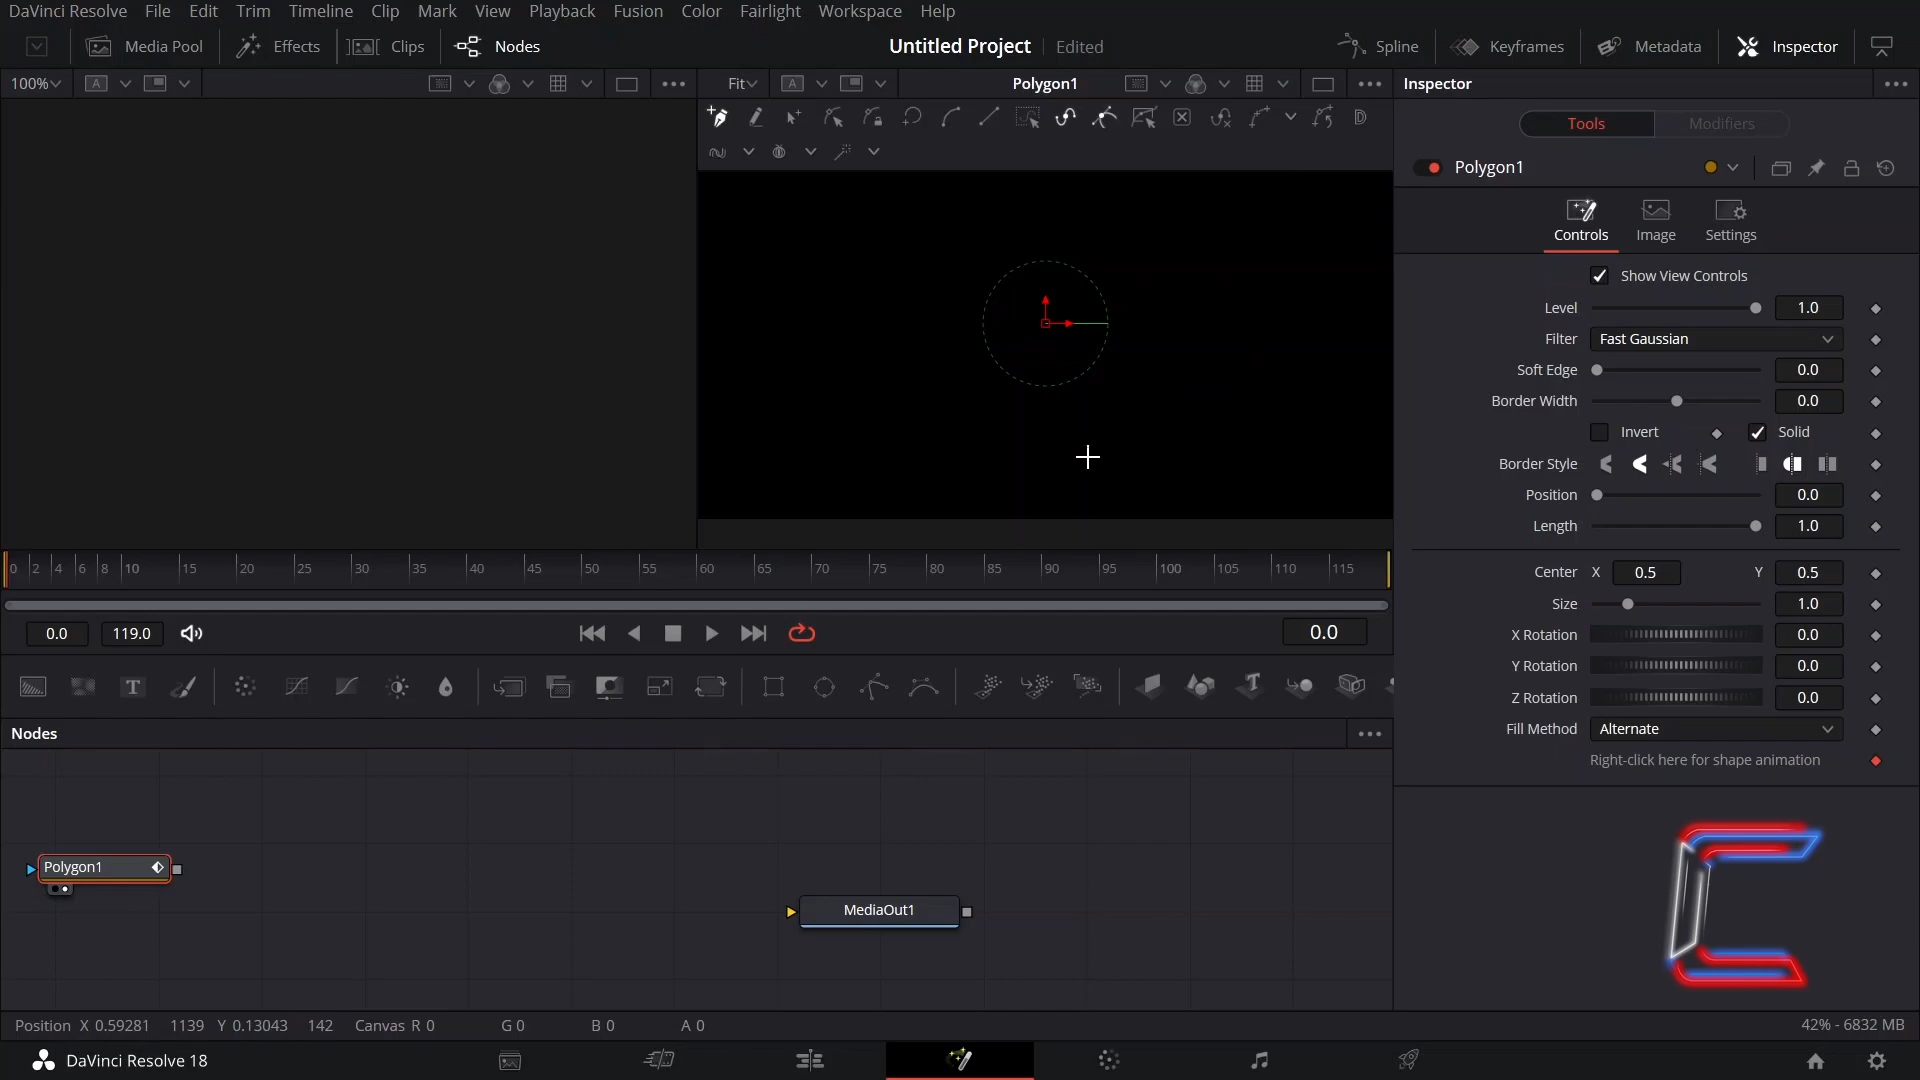 DaVinci Resolve File Edit Trim Timeline Clip Mark View Playback Fusion Color Fairlight Workspace Help
Media Pool Effects Clips Nodes Untitled Project Edited Spline Keyframes Metadata Inspector
100% A Fit A Polygon1 Inspector
D
Tools Modifiers
Polygon1
Controls Image Settings
Show View Controls
Level 1.0
Filter Fast Gaussian
Soft Edge 0.0
Border Width 0.0
Invert Solid
Border Style
Position 0.0
Length 1.0
0 2 4 6 8 10 15 20 25 30 35 40 45 50 55 60 65 70 75 80 85 90 95 100 105 110 115
Center X 0.5 Y 0.5
Size 1.0
0.0 119.0 0.0
X Rotation 0.0
Y Rotation 0.0
Z Rotation 0.0
T T
Nodes
Fill Method Alternate
Right-click here for shape animation
Polygon1
MediaOut1
Position X 0.59281 1139 Y 0.13043 142 Canvas R 0 G 0 B 0 A 0 42% - 6832 MB
DaVinci Resolve 18